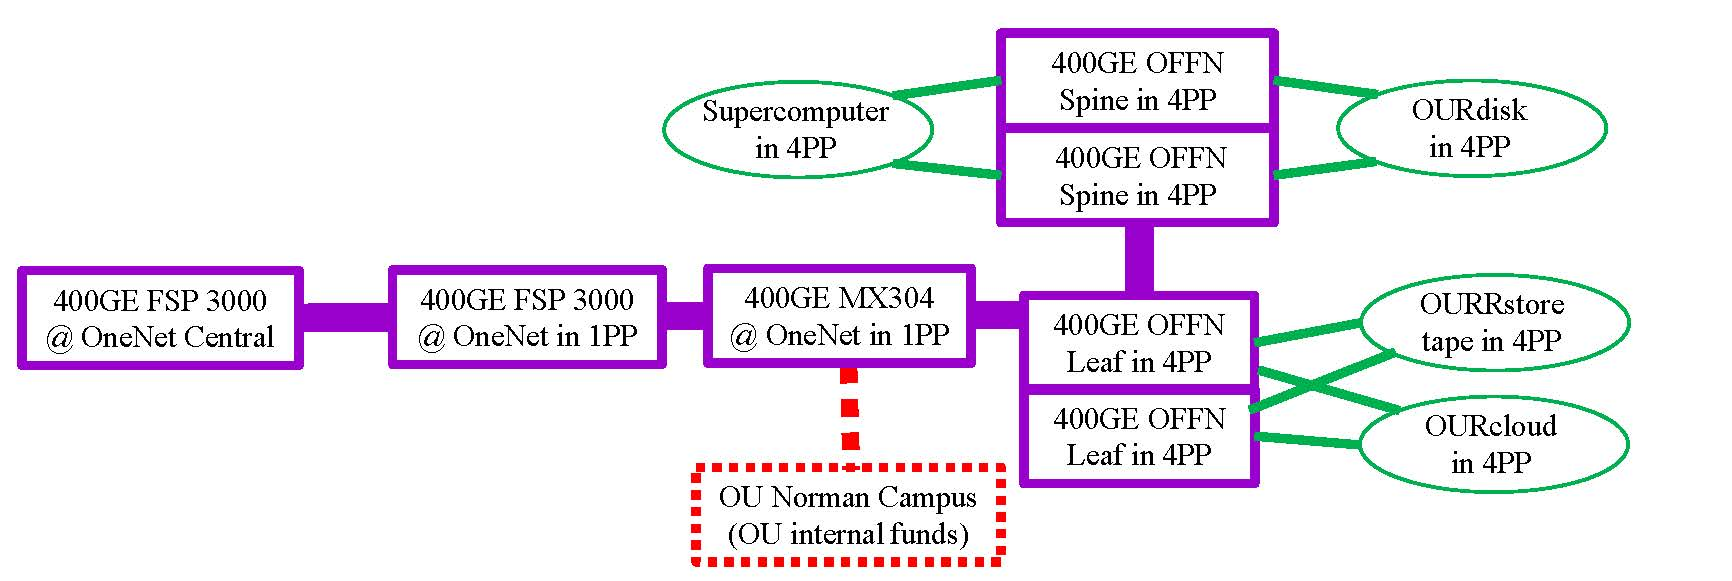 400GE OFFN
Spine in 4PP
Supercomputer
in 4PP
OURdisk
in 4PP
400GE OFFN
Spine in 4PP
400GE FSP 3000
@ OneNet Central
400GE FSP 3000
@ OneNet in 1PP
400GE MX304
@ OneNet in 1PP
400GE OFFN
Leaf in 4PP
OURRstore
tape in 4PP
400GE OFFN
Leaf in 4PP
OURcloud
in 4PP
OU Norman Campus
(OU internal funds)